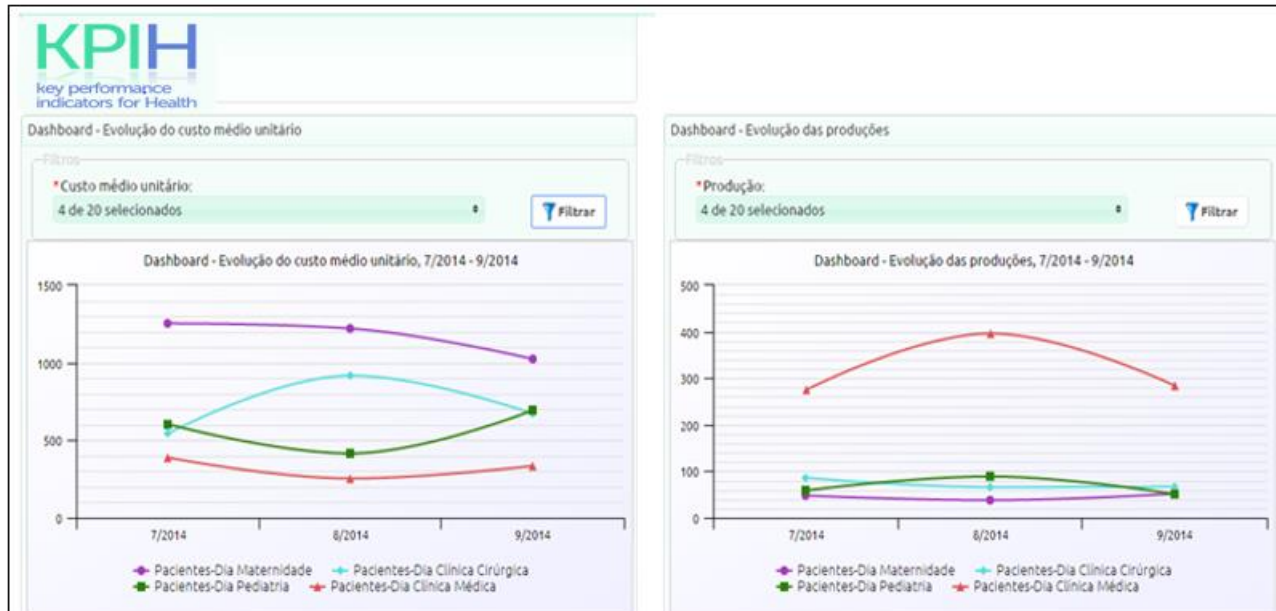 KPIH
key performance
indicators for Health
Dashboard - Evolução do custo médio unitário
Filtros
*Custo médio unitário:
4 de 20 selecionados
Filtrar
Dashboard - Evolução do custo médio unitário, 7/2014 - 9/2014
1500
1000
500
0
7/2014 8/2014 9/2014
Pacientes-Dia Maternidade Pacientes-Dia Clínica Cirúrgica
Pacientes-Dia Pediatria Pacientes-Dia Clínica Médica
Dashboard - Evolução das produções
Filtros
*Produção:
4 de 20 selecionados
Filtrar
Dashboard - Evolução das produções, 7/2014 - 9/2014
500
400
300
200
100
0
7/2014 8/2014 9/2014
Pacientes-Dia Maternidade Pacientes-Dia Clínica Cirúrgica
Pacientes-Dia Pediatria Pacientes-Dia Clínica Médica